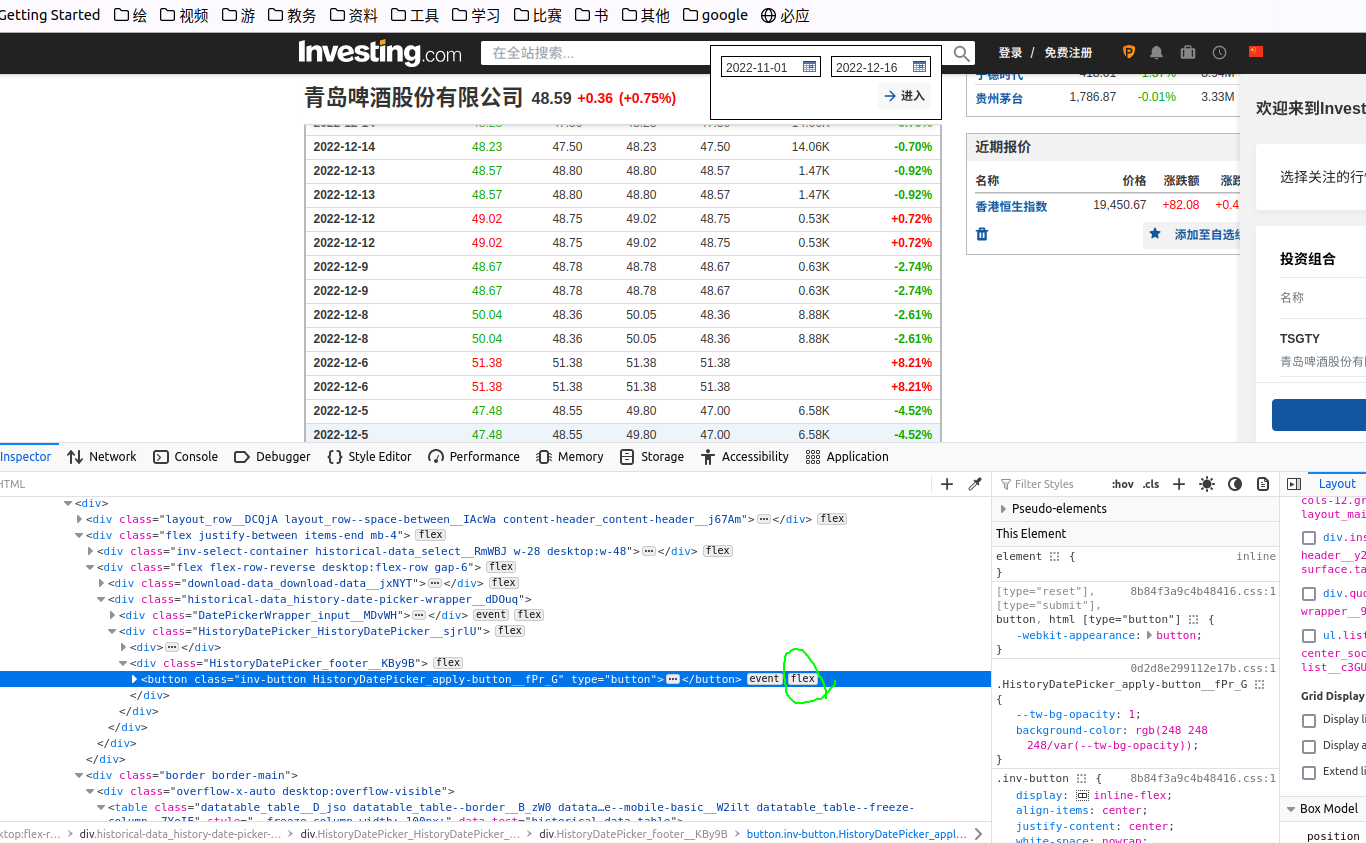 Getting Started 绘 视频 游 教务 资料 工具 学习 比赛 书 其他 google 必应
Investing.com 在全站搜索... 登录 / 免费注册
2022-11-01 2022-12-16
进入
青岛啤酒股份有限公司 48.59 +0.36 (+0.75%)
2022-12-14 48.23 47.50 48.23 47.50 14.06K -0.70%
2022-12-13 48.57 48.80 48.80 48.57 1.47K -0.92%
2022-12-13 48.57 48.80 48.80 48.57 1.47K -0.92%
2022-12-12 49.02 48.75 49.02 48.75 0.53K +0.72%
2022-12-12 49.02 48.75 49.02 48.75 0.53K +0.72%
2022-12-9 48.67 48.78 48.78 48.67 0.63K -2.74%
2022-12-9 48.67 48.78 48.78 48.67 0.63K -2.74%
2022-12-8 50.04 48.36 50.05 48.36 8.88K -2.61%
2022-12-8 50.04 48.36 50.05 48.36 8.88K -2.61%
2022-12-6 51.38 51.38 51.38 51.38 +8.21%
2022-12-6 51.38 51.38 51.38 51.38 +8.21%
2022-12-5 47.48 48.55 49.80 47.00 6.58K -4.52%
2022-12-5 47.48 48.55 49.80 47.00 6.58K -4.52%
贵州茅台 1,786.87 -0.01% 3.33M
近期报价
名称 价格 涨跌额 涨跌
香港恒生指数 19,450.67 +82.08 +0.4
添加至自选组
欢迎来到Invest
选择关注的行
投资组合
名称
TSGTY
青岛啤酒股份有
Inspector Network Console Debugger Style Editor Performance Memory Storage Accessibility Application
HTML
<div>
<div class="layout_row__DCQjA layout_row--space-between__IAcWa content-header_content-header__j67Am">⋯</div> flex
<div class="flex justify-between items-end mb-4"> flex
<div class="inv-select-container historical-data_select__RmWBJ w-28 desktop:w-48">⋯</div> flex
<div class="flex flex-row-reverse desktop:flex-row gap-6"> flex
<div class="download-data_download-data__jxNYT">⋯</div> flex
<div class="historical-data_history-date-picker-wrapper__dDOuq">
<div class="DatePickerWrapper_input__MDvWH">⋯</div> event flex
<div class="HistoryDatePicker_HistoryDatePicker__sjrlU"> flex
<div>⋯</div>
<div class="HistoryDatePicker_footer__KBy9B"> flex
<button class="inv-button HistoryDatePicker_apply-button__fPr_G" type="button">⋯</button> event flex
</div>
</div>
</div>
</div>
</div>
<div class="border border-main">
<div class="overflow-x-auto desktop:overflow-visible">
<table class="datatable_table__D_jso datatable_table--border__B_zW0 datata…e--mobile-basic__W2ilt datatable_table--freeze-
ktop:flex-r… div.historical-data_history-date-picker-… div.HistoryDatePicker_HistoryDatePicker_… div.HistoryDatePicker_footer__KBy9B button.inv-button.HistoryDatePicker_appl…
Filter Styles :hov .cls
Pseudo-elements
This Element
element { inline
}
[type="reset"], 8b84f3a9c4b48416.css:1
[type="submit"],
button, html [type="button"] {
-webkit-appearance: button;
}
0d2d8e299112e17b.css:1
.HistoryDatePicker_apply-button__fPr_G
{
--tw-bg-opacity: 1;
background-color: rgb(248 248
248/var(--tw-bg-opacity));
}
.inv-button { 8b84f3a9c4b48416.css:1
display: inline-flex;
align-items: center;
justify-content: center;
white-space: nowrap;
Layout
cols-12.gr
layout_mai
div.ins
header__y2
surface.ta
div.quo
wrapper__9
ul.list
center_soc
list__c3GU
Grid Display
Display li
Display a
Extend li
Box Model
position